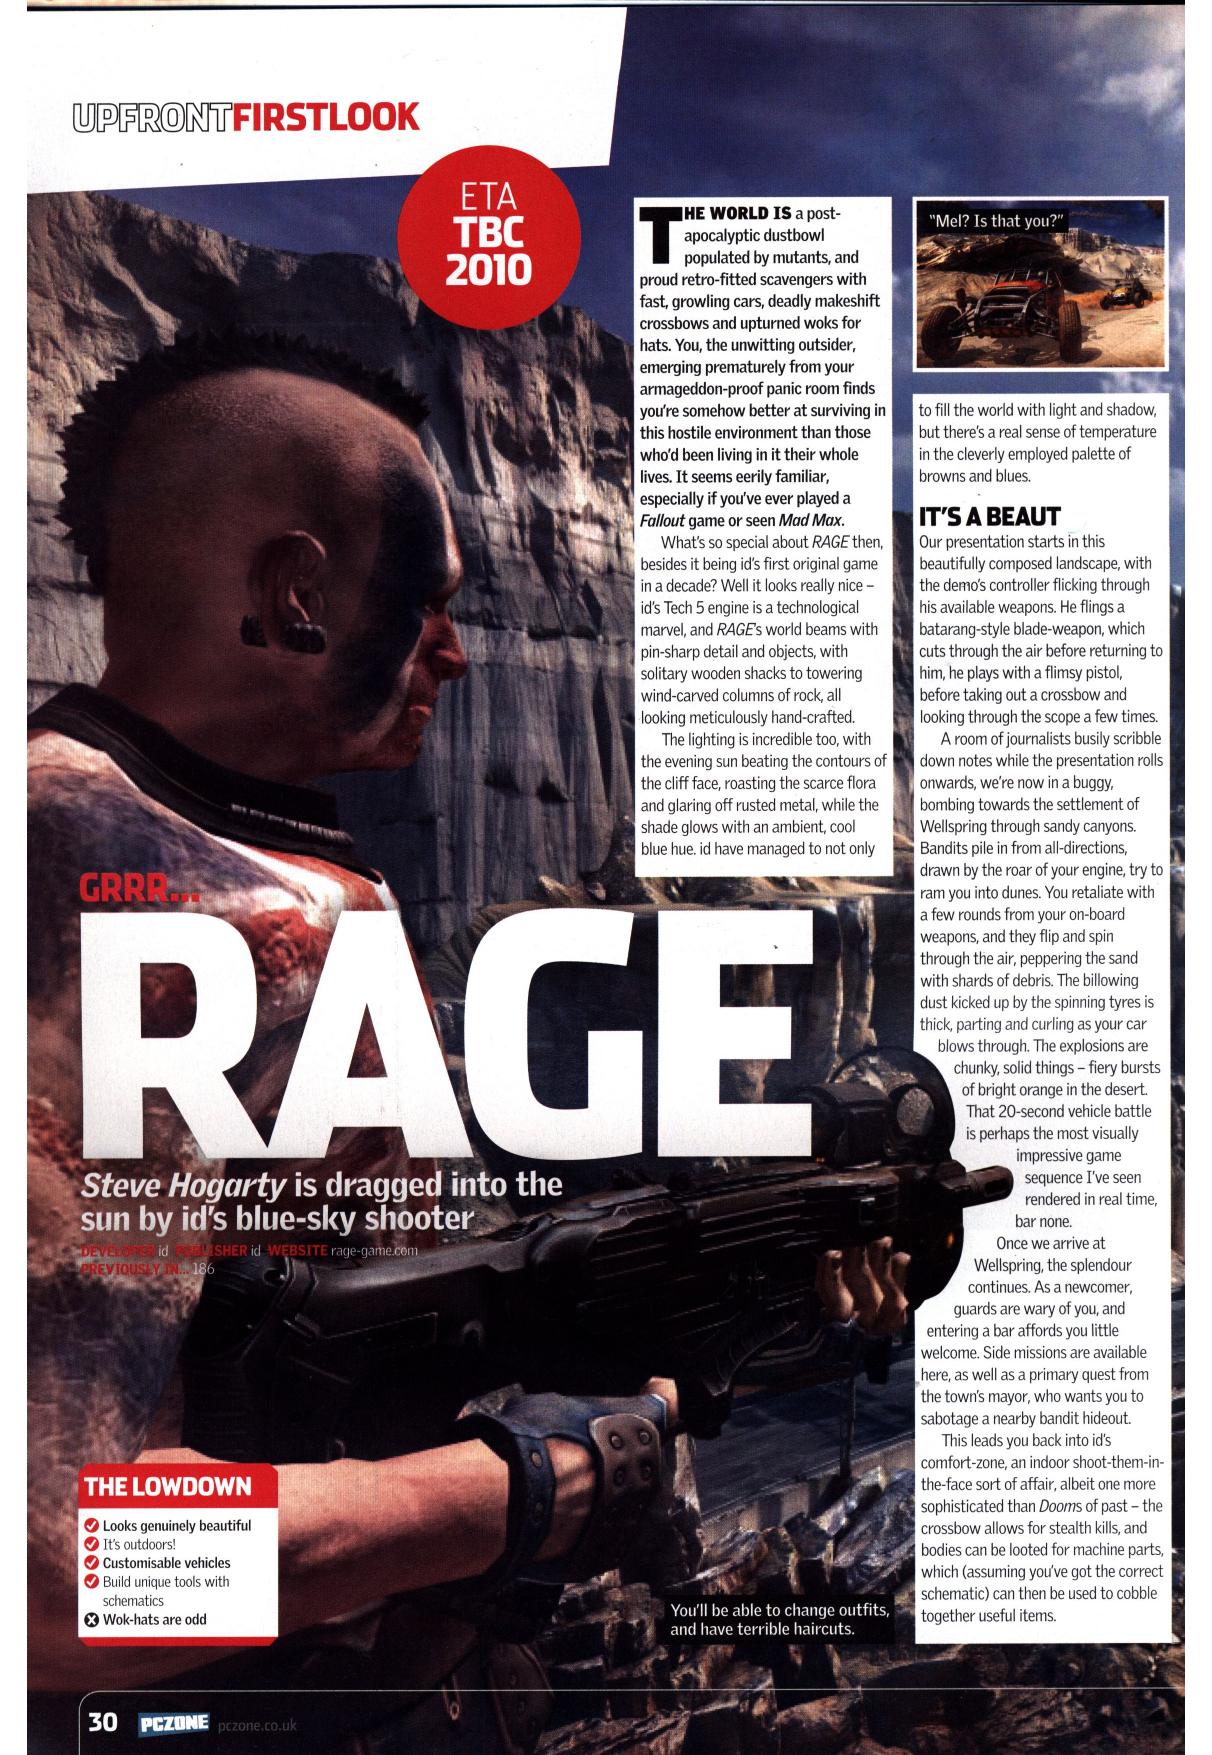 UPFRONTFIRSTLOOK
ETA
TBC
2010
THE WORLD IS a post-
apocalyptic dustbowl
populated by mutants, and
proud retro-fitted scavengers with
fast, growling cars, deadly makeshift
crossbows and upturned woks for
hats. You, the unwitting outsider,
emerging prematurely from your
armageddon-proof panic room finds
you're somehow better at surviving in
this hostile environment than those
who'd been living in it their whole
lives. It seems eerily familiar,
especially if you've ever played a
Fallout game or seen Mad Max.
What's so special about RAGE then,
besides it being id's first original game
in a decade? Well it looks really nice –
id's Tech 5 engine is a technological
marvel, and RAGE's world beams with
pin-sharp detail and objects, with
solitary wooden shacks to towering
wind-carved columns of rock, all
looking meticulously hand-crafted.
The lighting is incredible too, with
the evening sun beating the contours of
the cliff face, roasting the scarce flora
and glaring off rusted metal, while the
shade glows with an ambient, cool
blue hue. id have managed to not only
"Mel? Is that you?"
to fill the world with light and shadow,
but there's a real sense of temperature
in the cleverly employed palette of
browns and blues.
IT'S A BEAUT
Our presentation starts in this
beautifully composed landscape, with
the demo's controller flicking through
his available weapons. He flings a
batarang-style blade-weapon, which
cuts through the air before returning to
him, he plays with a flimsy pistol,
before taking out a crossbow and
looking through the scope a few times.
A room of journalists busily scribble
down notes while the presentation rolls
onwards, we're now in a buggy,
bombing towards the settlement of
Wellspring through sandy canyons.
Bandits pile in from all-directions,
drawn by the roar of your engine, try to
ram you into dunes. You retaliate with
a few rounds from your on-board
weapons, and they flip and spin
through the air, peppering the sand
with shards of debris. The billowing
dust kicked up by the spinning tyres is
thick, parting and curling as your car
blows through. The explosions are
chunky, solid things – fiery bursts
of bright orange in the desert.
That 20-second vehicle battle
is perhaps the most visually
impressive game
sequence I've seen
rendered in real time,
bar none.
Once we arrive at
Wellspring, the splendour
continues. As a newcomer,
guards are wary of you, and
entering a bar affords you little
welcome. Side missions are available
here, as well as a primary quest from
the town's mayor, who wants you to
sabotage a nearby bandit hideout.
This leads you back into id's
comfort-zone, an indoor shoot-them-in-
the-face sort of affair, albeit one more
sophisticated than Dooms of past – the
crossbow allows for stealth kills, and
bodies can be looted for machine parts,
which (assuming you've got the correct
schematic) can then be used to cobble
together useful items.
GRRR...
RAGE
Steve Hogarty is dragged into the
sun by id's blue-sky shooter
DEVELOPER id PUBLISHER id WEBSITE rage-game.com
PREVIOUSLY IN... 186
THE LOWDOWN
Looks genuinely beautiful
It's outdoors!
Customisable vehicles
Build unique tools with
schematics
Wok-hats are odd
You'll be able to change outfits,
and have terrible haircuts.
30 PCZONE pczone.co.uk